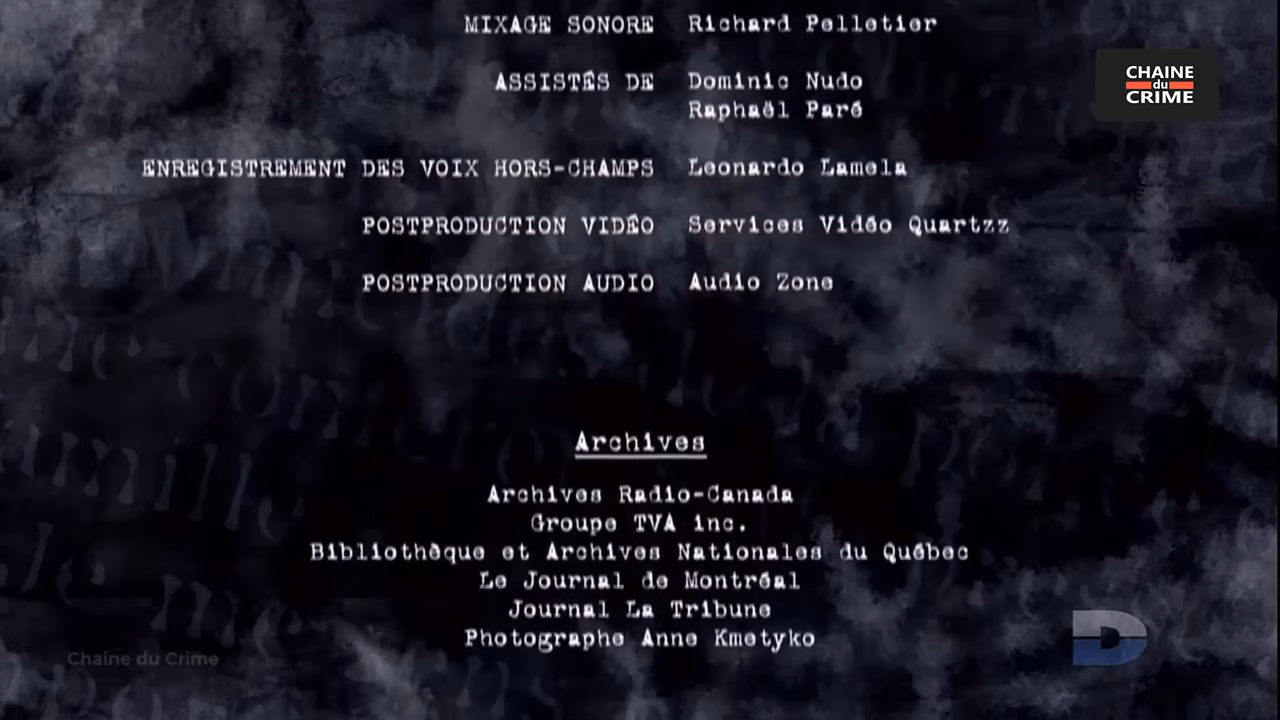 MIXAGE SONORE Richard Pelletier
CHAINE
du
CRIME
ASSISTÉS DE Dominic Nudo
Raphaël Paré
ENREGISTREMENT DES VOIX HORS-CHAMPS Leonardo Lamela
POSTPRODUCTION VIDÉO Services Vidéo Quartzz
POSTPRODUCTION AUDIO Audio Zone
Archives
Archives Radio-Canada
Groupe TVA inc.
Bibliothèque et Archives Nationales du Québec
Le Journal de Montréal
Journal La Tribune
Photographe Anne Kmetyko
Chaîne du Crime
D